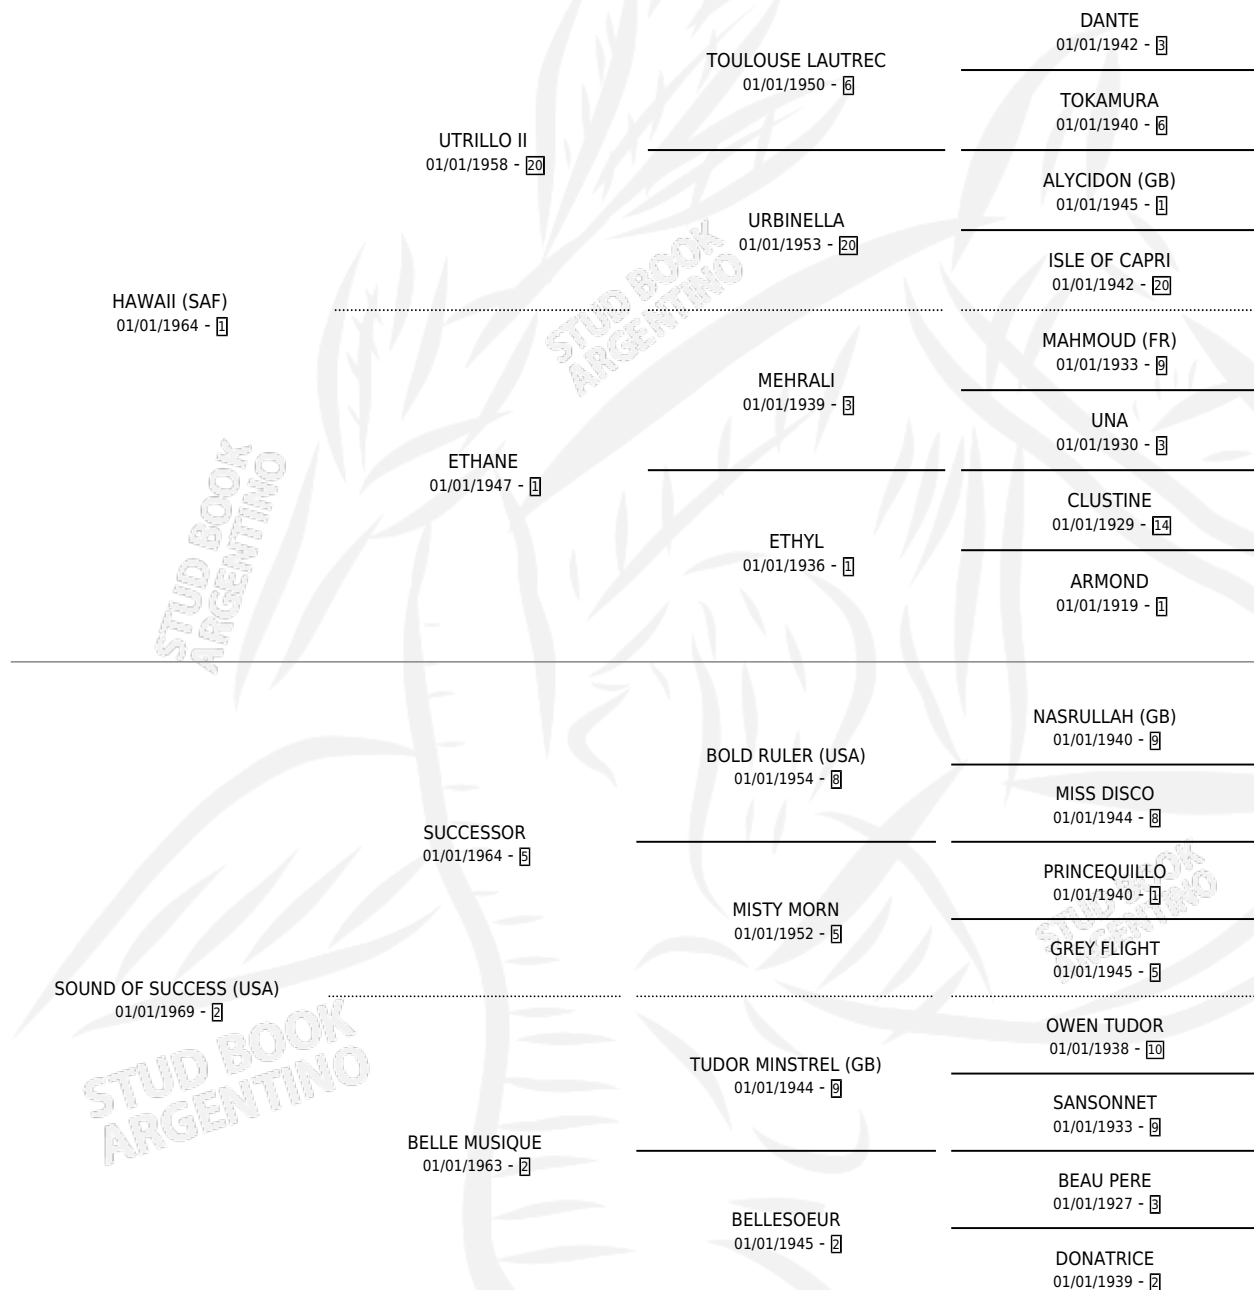 DANTE
01/01/1942 - 3
TOULOUSE LAUTREC
01/01/1950 - 6
TOKAMURA
01/01/1940 - 6
UTRILLO II
01/01/1958 - 20
ALYCIDON (GB)
01/01/1945 - 1
URBINELLA
01/01/1953 - 20
ISLE OF CAPRI
01/01/1942 - 20
STUD BOOK
ARGENTINO
HAWAII (SAF)
01/01/1964 - 1
MAHMOUD (FR)
01/01/1933 - 9
MEHRALI
01/01/1939 - 3
UNA
01/01/1930 - 3
ETHANE
01/01/1947 - 1
CLUSTINE
01/01/1929 - 14
ETHYL
01/01/1936 - 1
ARMOND
01/01/1919 - 1
STUD BOOK
ARGENTINO
NASRULLAH (GB)
01/01/1940 - 9
BOLD RULER (USA)
01/01/1954 - 8
MISS DISCO
01/01/1944 - 8
SUCCESSOR
01/01/1964 - 5
PRINCEQUILLO
01/01/1940 - 1
MISTY MORN
01/01/1952 - 5
STUD BOOK
ARGENTINO
GREY FLIGHT
01/01/1945 - 5
SOUND OF SUCCESS (USA)
01/01/1969 - 2
OWEN TUDOR
01/01/1938 - 10
STUD BOOK
ARGENTINO
TUDOR MINSTREL (GB)
01/01/1944 - 9
SANSONNET
01/01/1933 - 9
BELLE MUSIQUE
01/01/1963 - 2
BEAU PERE
01/01/1927 - 3
BELLESOEUR
01/01/1945 - 2
DONATRICE
01/01/1939 - 2